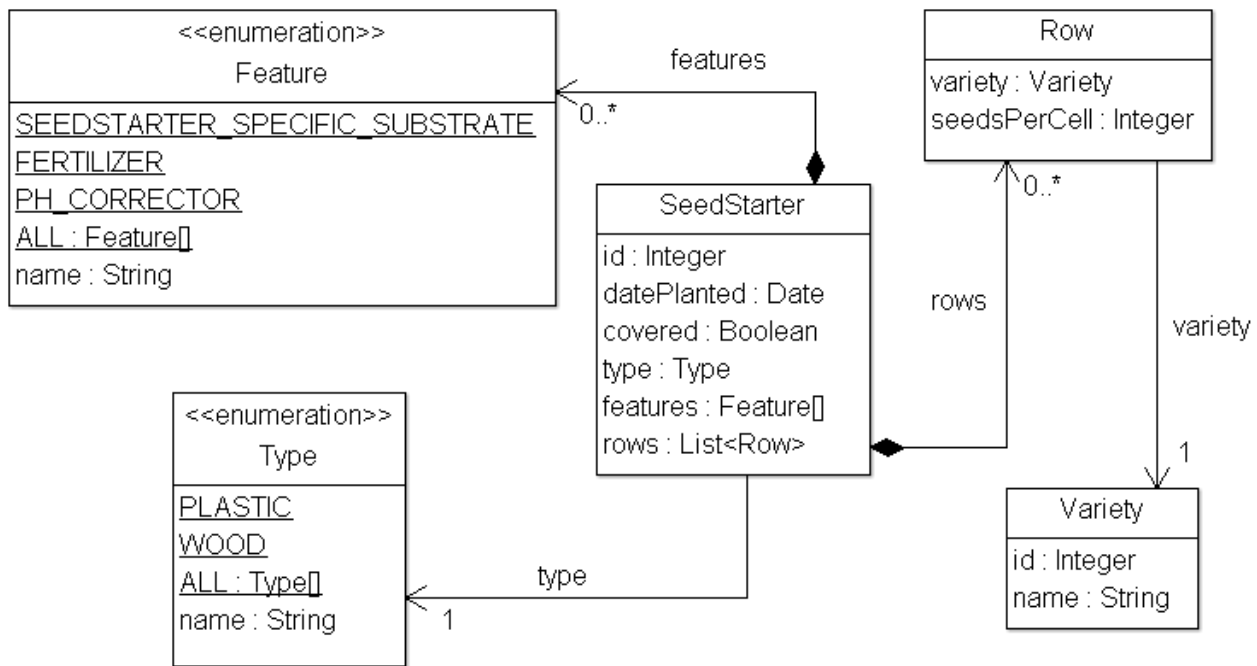 <<enumeration>>
Feature
SEEDSTARTER_SPECIFIC_SUBSTRATE
FERTILIZER
PH_CORRECTOR
ALL : Feature[]
name : String
features
0..*
Row
variety : Variety
seedsPerCell : Integer
0..*
SeedStarter
id : Integer
datePlanted : Date
covered : Boolean
type : Type
features : Feature[]
rows : List<Row>
rows
variety
<<enumeration>>
Type
PLASTIC
WOOD
ALL : Type[]
name : String
type
1
1
Variety
id : Integer
name : String